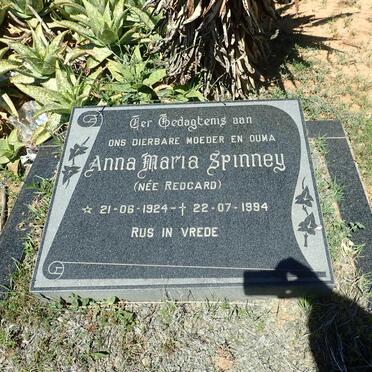 Ter Gedagtenis aan
ONS DIERBARE MOEDER EN OUMA
Anna Maria Spinney
(NÉE REDGARD)
☆ 21-06-1924 - ✝ 22-07-1994
RUS IN VREDE